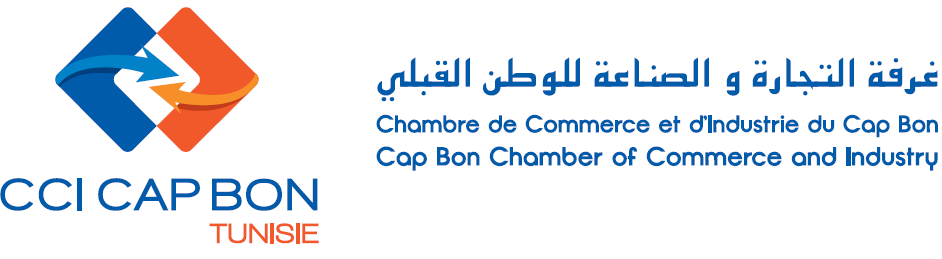 CCI CAP BON
TUNISIE
غرفة التجارة و الصناعة للوطن القبلي
Chambre de Commerce et d'Industrie du Cap Bon
Cap Bon Chamber of Commerce and Industry